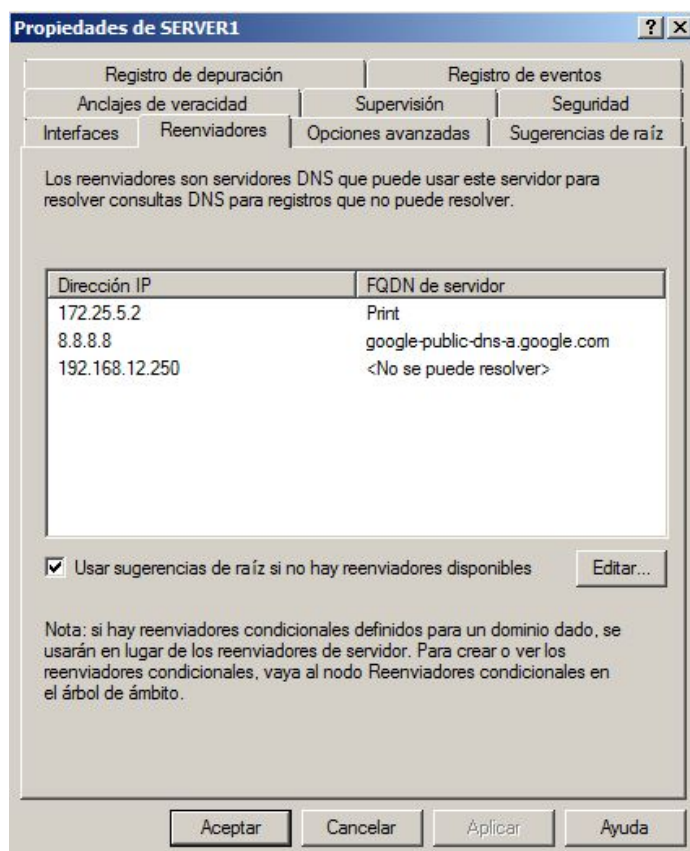 Propiedades de SERVER1
Registro de depuración
Registro de eventos
Anclajes de veracidad
Supervisión
Seguridad
Interfaces
Reenviadores
Opciones avanzadas
Sugerencias de raíz
Los reenviadores son servidores DNS que puede usar este servidor para
resolver consultas DNS para registros que no puede resolver.
Dirección IP FQDN de servidor
172.25.5.2 Print
8.8.8.8 google-public-dns-a.google.com
192.168.12.250 <No se puede resolver>
Usar sugerencias de raíz si no hay reenviadores disponibles
Editar...
Nota: si hay reenviadores condicionales definidos para un dominio dado, se
usarán en lugar de los reenviadores de servidor. Para crear o ver los
reenviadores condicionales, vaya al nodo Reenviadores condicionales en
el árbol de ámbito.
Aceptar
Cancelar
Aplicar
Ayuda